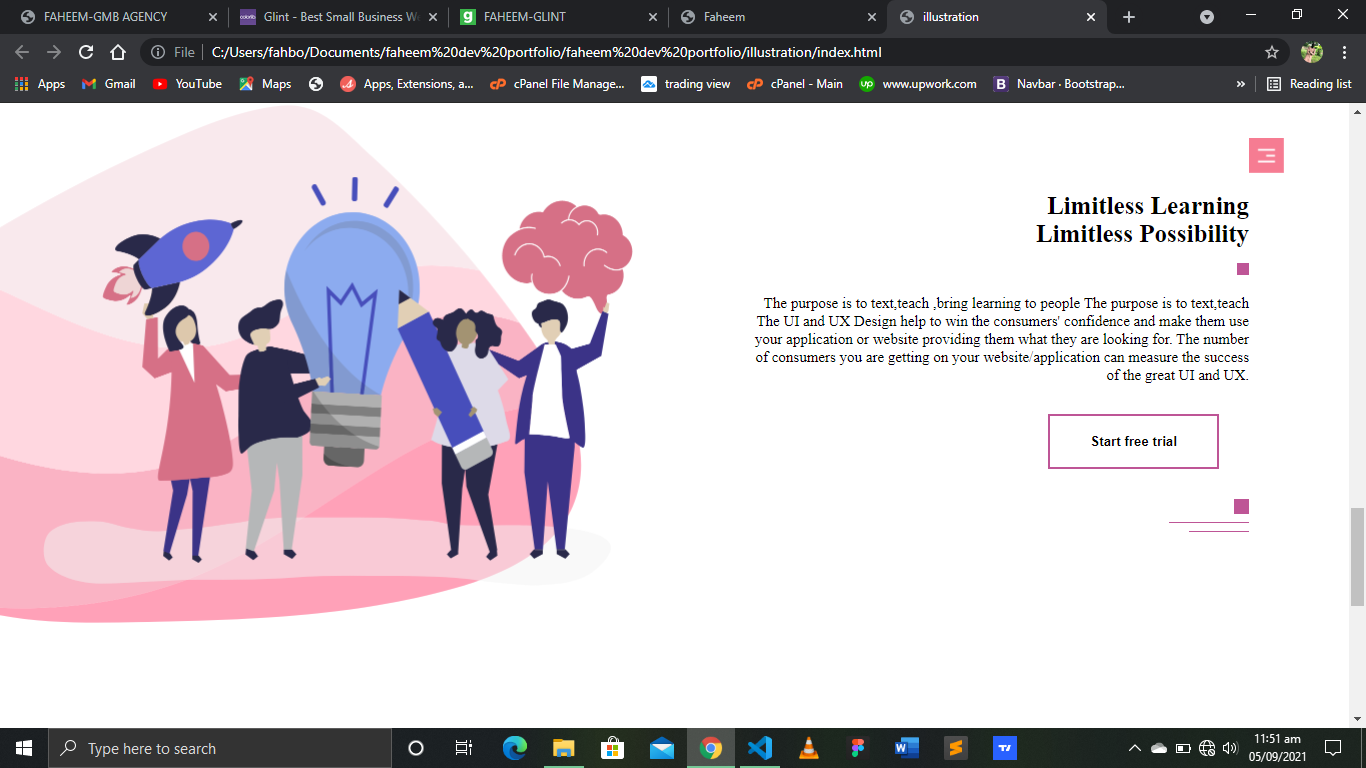 FAHEEM-GMB AGENCY
Glint - Best Small Business W
FAHEEM-GLINT
Faheem
illustration
File
C:/Users/fahbo/Documents/faheem%20dev%20portfolio/faheem%20dev%20portfolio/illustration/index.html
Apps
Gmail
YouTube
Maps
Apps, Extensions, a...
cPanel File Manage...
trading view
cPanel - Main
up www.upwork.com
B Navbar · Bootstrap...
»
Reading list
Limitless Learning
Limitless Possibility
The purpose is to text,teach ,bring learning to people The purpose is to text,teach
The UI and UX Design help to win the consumers' confidence and make them use
your application or website providing them what they are looking for. The number
of consumers you are getting on your website/application can measure the success
of the great UI and UX.
Start free trial
Type here to search
11:51 am
05/09/2021